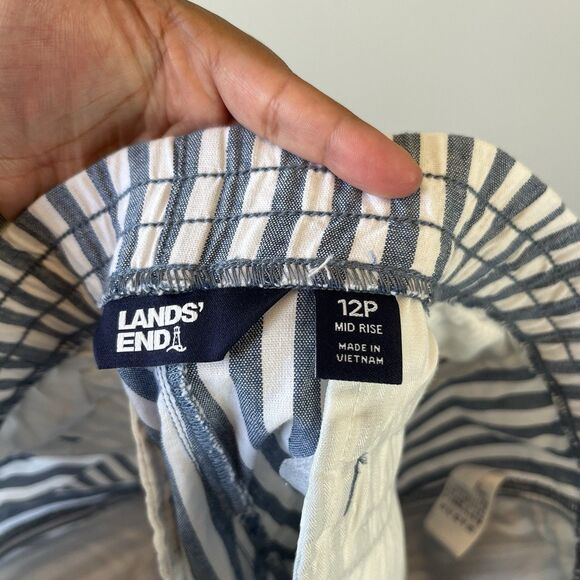 LANDS'
END
12P
MID RISE
MADE IN
VIETNAM